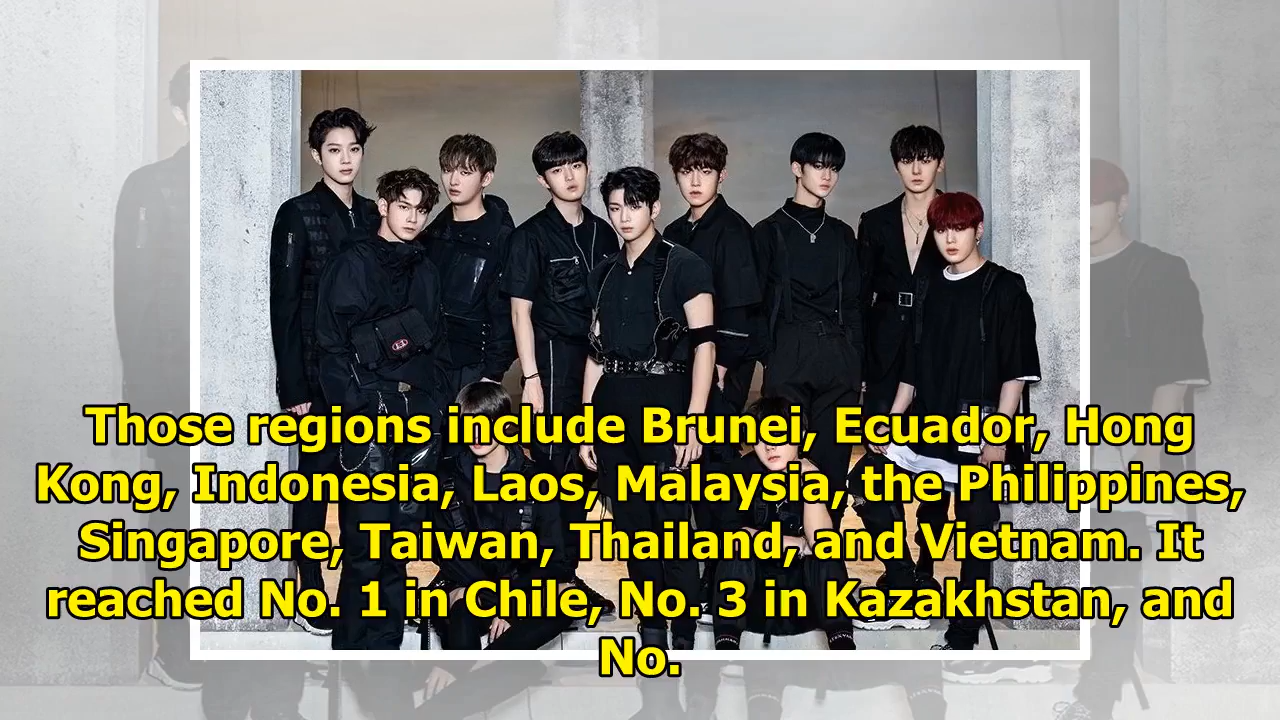 Those regions include Brunei, Ecuador, Hong
Kong, Indonesia, Laos, Malaysia, the Philippines,
Singapore, Taiwan, Thailand, and Vietnam. It
reached No. 1 in Chile, No. 3 in Kazakhstan, and
No.